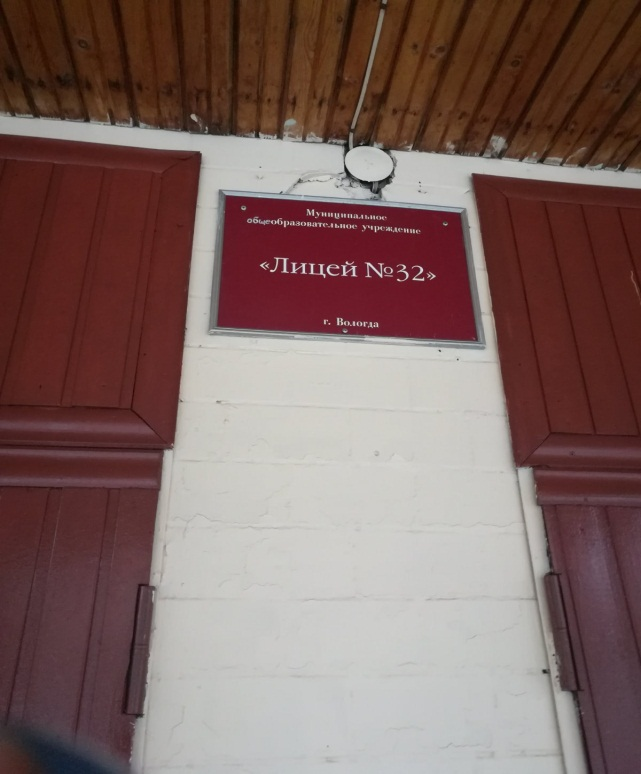 Муниципальное
общеобразовательное учреждение
«Лицей №32»
г. Вологда